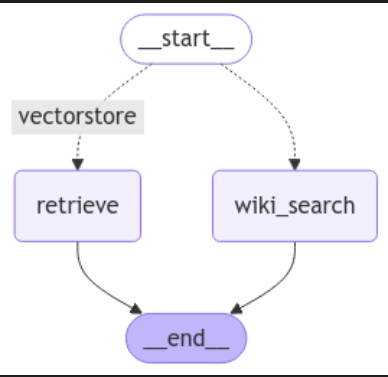 __start__
vectorstore
retrieve
wiki_search
__end__